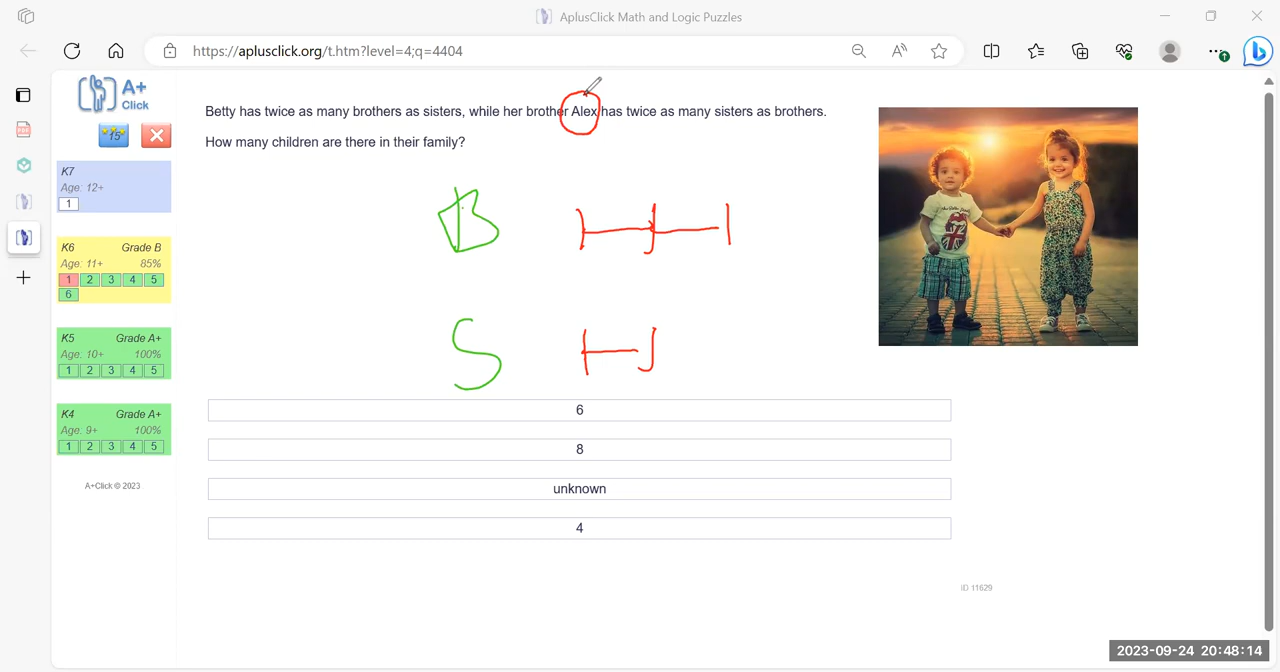 AplusClick Math and Logic Puzzles
https://aplusclick.org/t.htm?level=4;q=4404
A+
Click
15
K7
Age: 12+
1
K6 Grade B
Age: 11+ 85%
1 2 3 4 5
6
K5 Grade A+
Age: 10+ 100%
1 2 3 4 5
K4 Grade A+
Age: 9+ 100%
1 2 3 4 5
A+Click © 2023
Betty has twice as many brothers as sisters, while her brother Alex has twice as many sisters as brothers.
How many children are there in their family?
B
S
6
8
unknown
4
ID 11629
2023-09-24 20:48:14